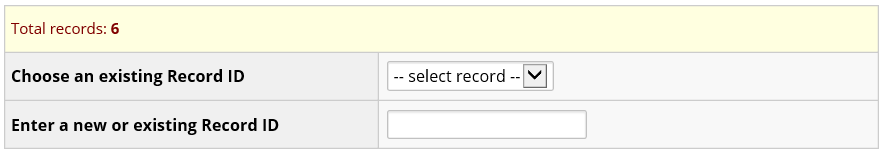 Total records: 6
Choose an existing Record ID
-- select record --
Enter a new or existing Record ID